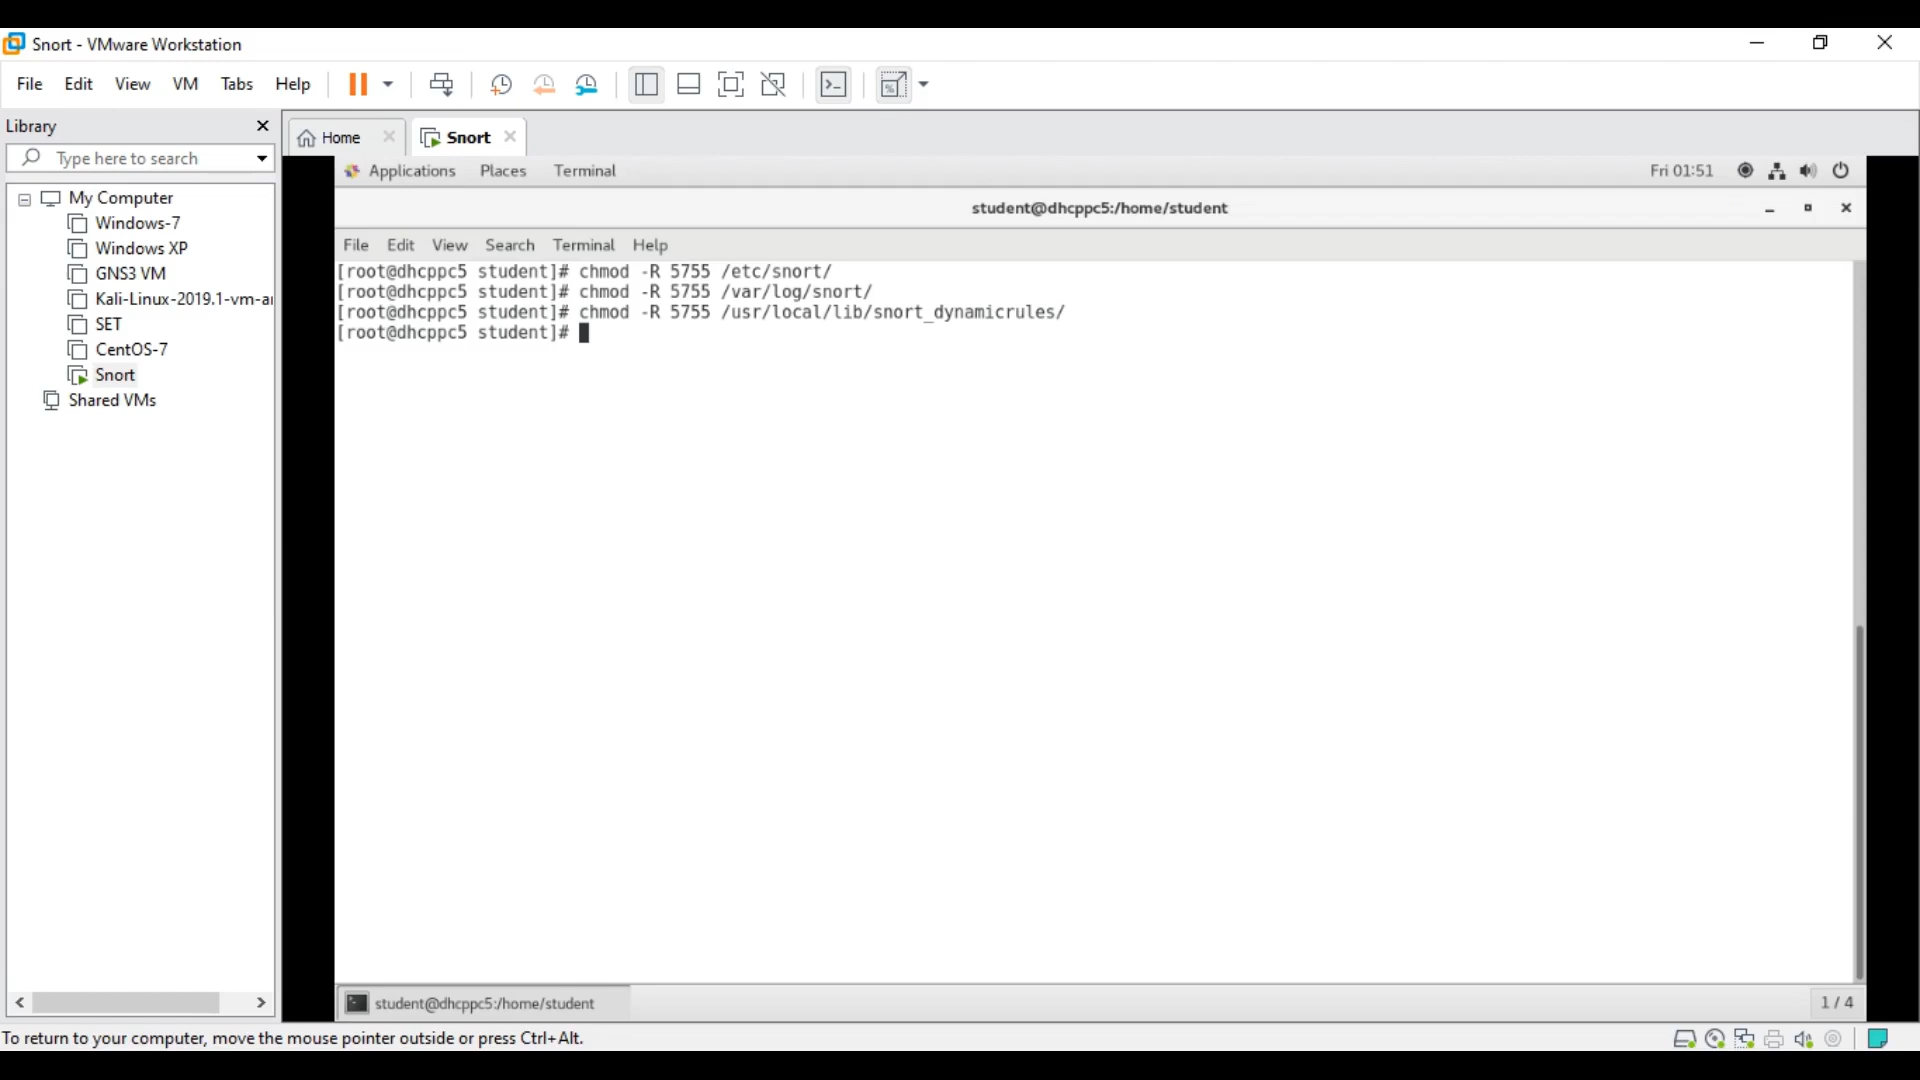 Snort - VMware Workstation
File Edit View VM Tabs Help
Library
Type here to search
My Computer
Windows-7
Windows XP
GNS3 VM
Kali-Linux-2019.1-vm-a
SET
CentOS-7
Snort
Shared VMs
Home
Snort
Applications Places Terminal
Fri 01:51
student@dhcppc5:/home/student
File Edit View Search Terminal Help
[root@dhcppc5 student]# chmod -R 5755 /etc/snort/
[root@dhcppc5 student]# chmod -R 5755 /var/log/snort/
[root@dhcppc5 student]# chmod -R 5755 /usr/local/lib/snort_dynamicrules/
[root@dhcppc5 student]#
student@dhcppc5:/home/student
1 / 4
To return to your computer, move the mouse pointer outside or press Ctrl+Alt.